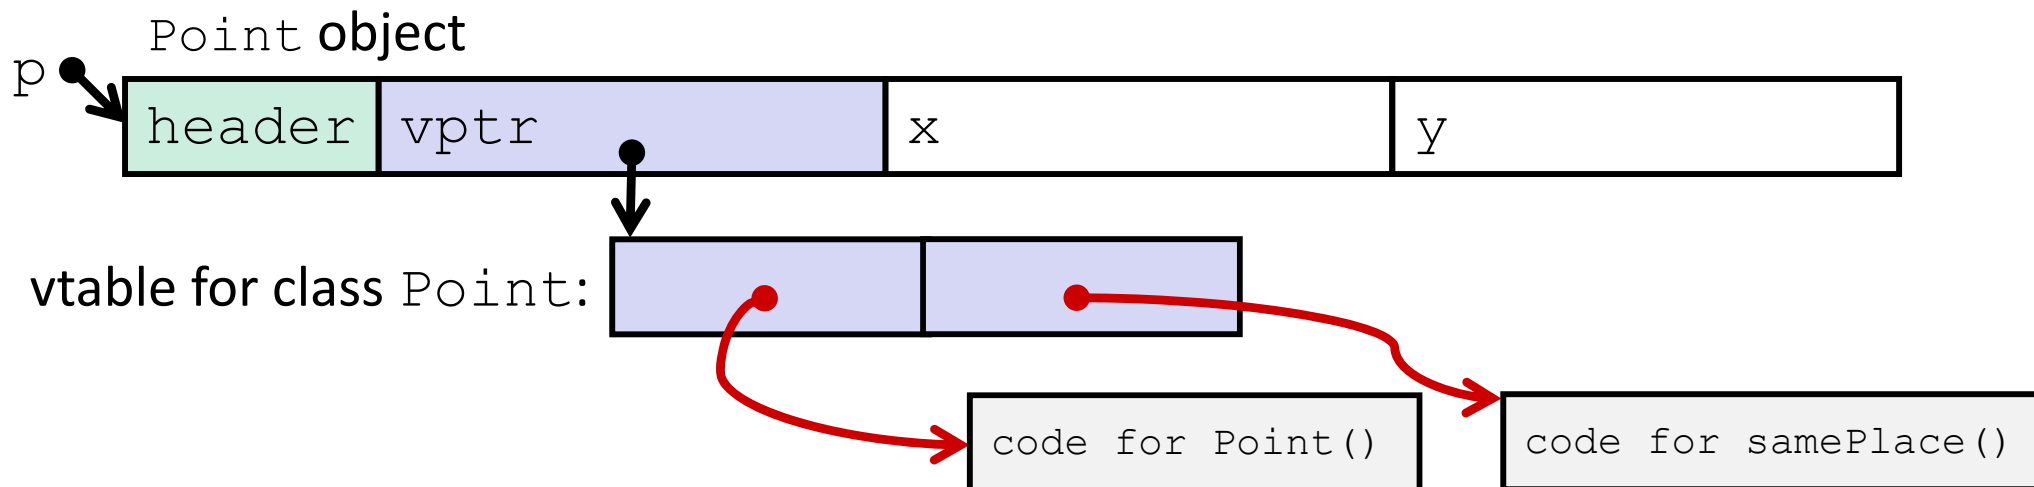 Point object
p
header vptr x y
vtable for class Point:
code for Point() code for samePlace()